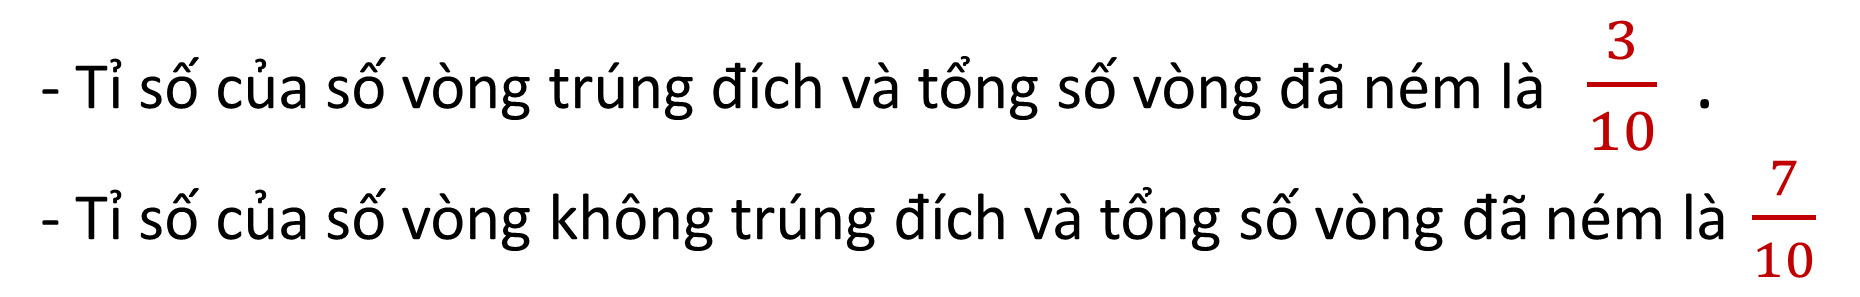 - Tỉ số của số vòng trúng đích và tổng số vòng đã ném là 3/10 .
- Tỉ số của số vòng không trúng đích và tổng số vòng đã ném là 7/10